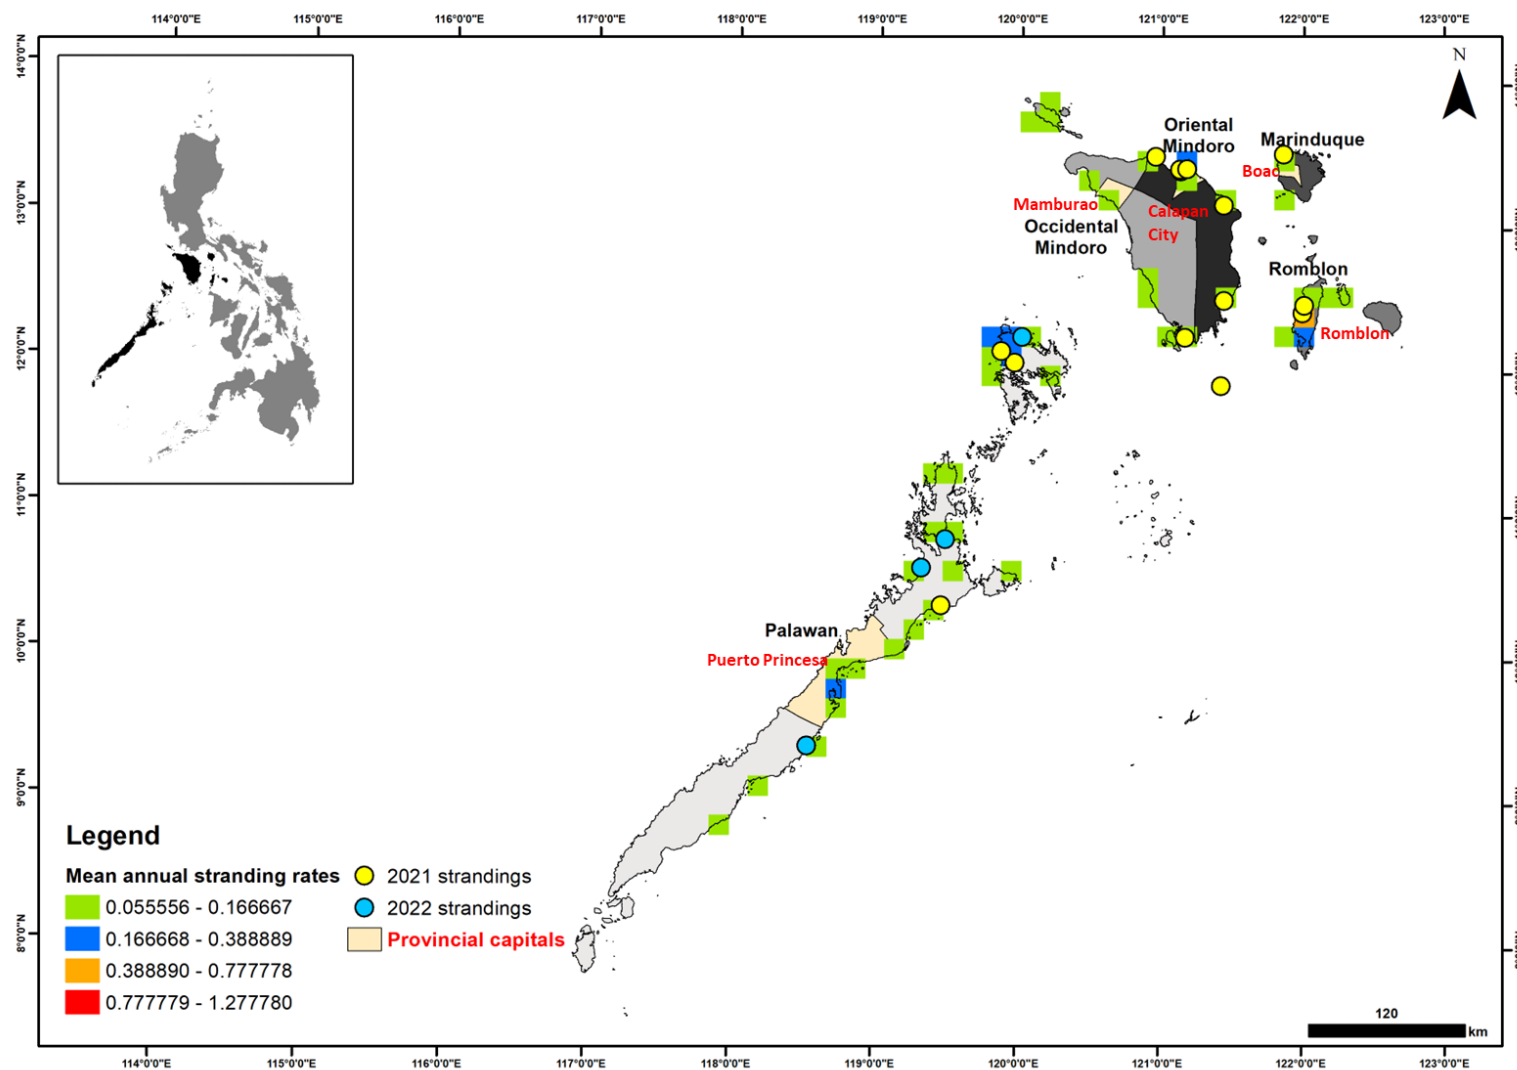 114°0'0"E 115°0'0"E 116°0'0"E 117°0'0"E 118°0'0"E 119°0'0"E 120°0'0"E 121°0'0"E 122°0'0"E 123°0'0"E
14°0'0"N
N
Oriental
Mindoro
Marinduque
Boac
13°0'0"N
Mamburao
Calapan
City
Occidental
Mindoro
Romblon
Romblon
12°0'0"N
11°0'0"N
10°0'0"N
Palawan
Puerto Princesa
9°0'0"N
Legend
Mean annual stranding rates
0.055556 - 0.166667
0.166668 - 0.388889
0.388890 - 0.777778
0.777779 - 1.277780
2021 strandings
2022 strandings
Provincial capitals
8°0'0"N
120
km
114°0'0"E 115°0'0"E 116°0'0"E 117°0'0"E 118°0'0"E 119°0'0"E 120°0'0"E 121°0'0"E 122°0'0"E 123°0'0"E